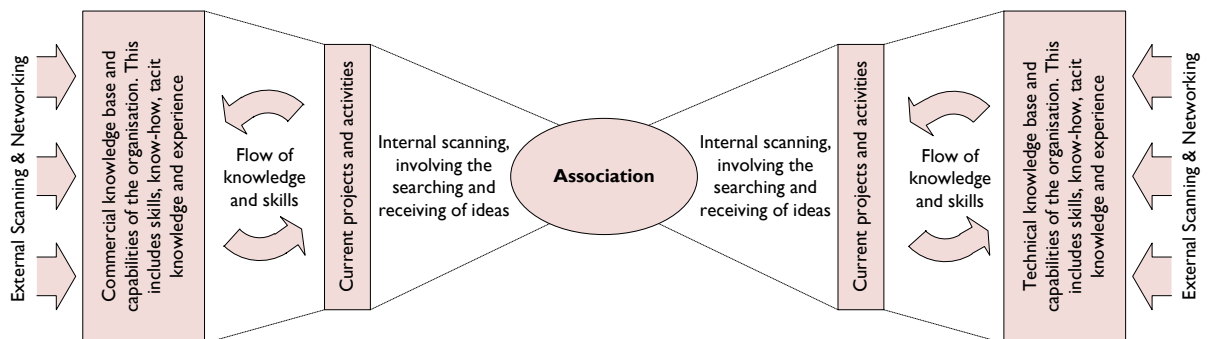 External Scanning & Networking
Commercial knowledge base and
capabilities of the organisation. This
includes skills, know-how, tacit
knowledge and experience
Flow of
knowledge
and skills
Current projects and activities
Internal scanning,
involving the
searching and
receiving of ideas
Association
Internal scanning,
involving the
searching and
receiving of ideas
Current projects and activities
Flow of
knowledge
and skills
Technical knowledge base and
capabilities of the organisation. This
includes skills, know-how, tacit
knowledge and experience
External Scanning & Networking